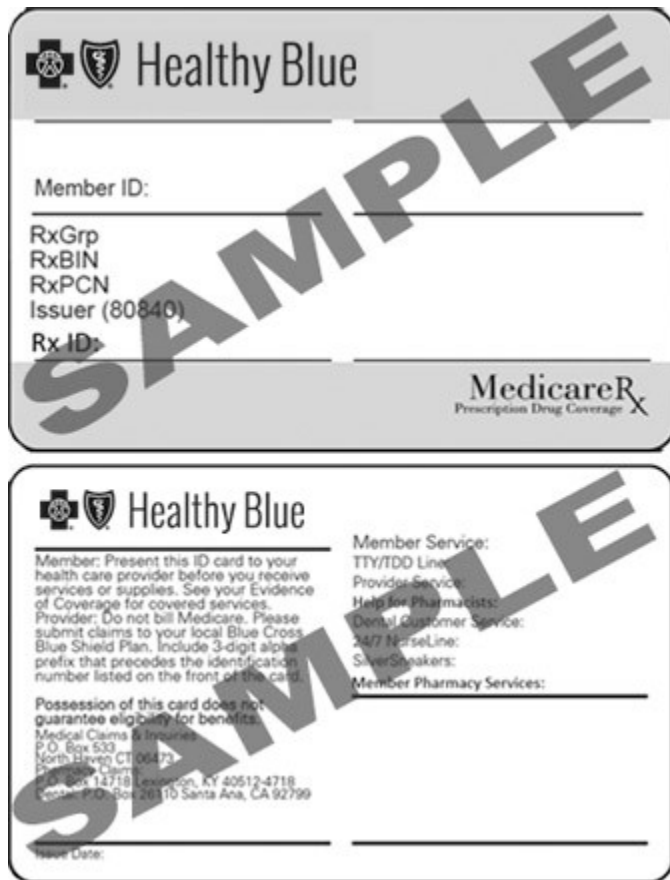 Healthy Blue
SAMPLE
Member ID:
RxGrp
RxBIN
RxPCN
Issuer (80840)
Rx ID:
MedicareRx
Prescription Drug Coverage
Healthy Blue
SAMPLE
Member: Present this ID card to your
health care provider before you receive
services or supplies. See your Evidence
of Coverage for covered services.
Provider: Do not bill Medicare. Please
submit claims to your local Blue Cross
Blue Shield Plan. Include 3-digit alpha
prefix that precedes the identification
number listed on the front of the card.
Possession of this card does not
guarantee eligibility for benefits.
Medical Claims & Inquiries
P.O. Box 533
North Haven CT 06473
Pharmacy Claims:
P.O. Box 14718 Lexington, KY 40512-4718
Dental: P.O. Box 26110 Santa Ana, CA 92799
Issue Date:
Member Service:
TTY/TDD Line:
Provider Service:
Help for Pharmacists:
Dental Customer Service:
24/7 NurseLine:
SilverSneakers:
Member Pharmacy Services: